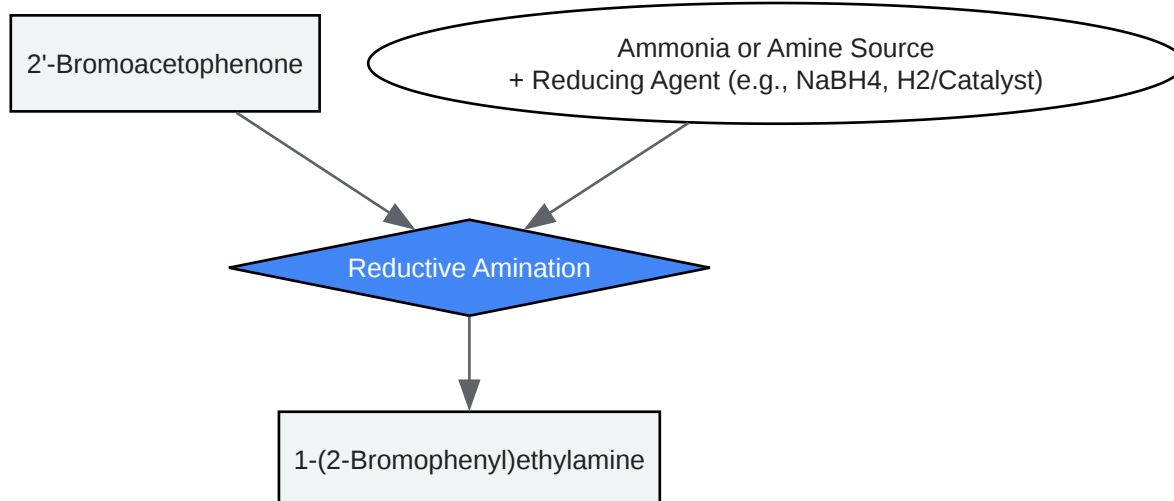 2'-Bromoacetophenone
Ammonia or Amine Source
+ Reducing Agent (e.g., NaBH4, H2/Catalyst)
Reductive Amination
1-(2-Bromophenyl)ethylamine